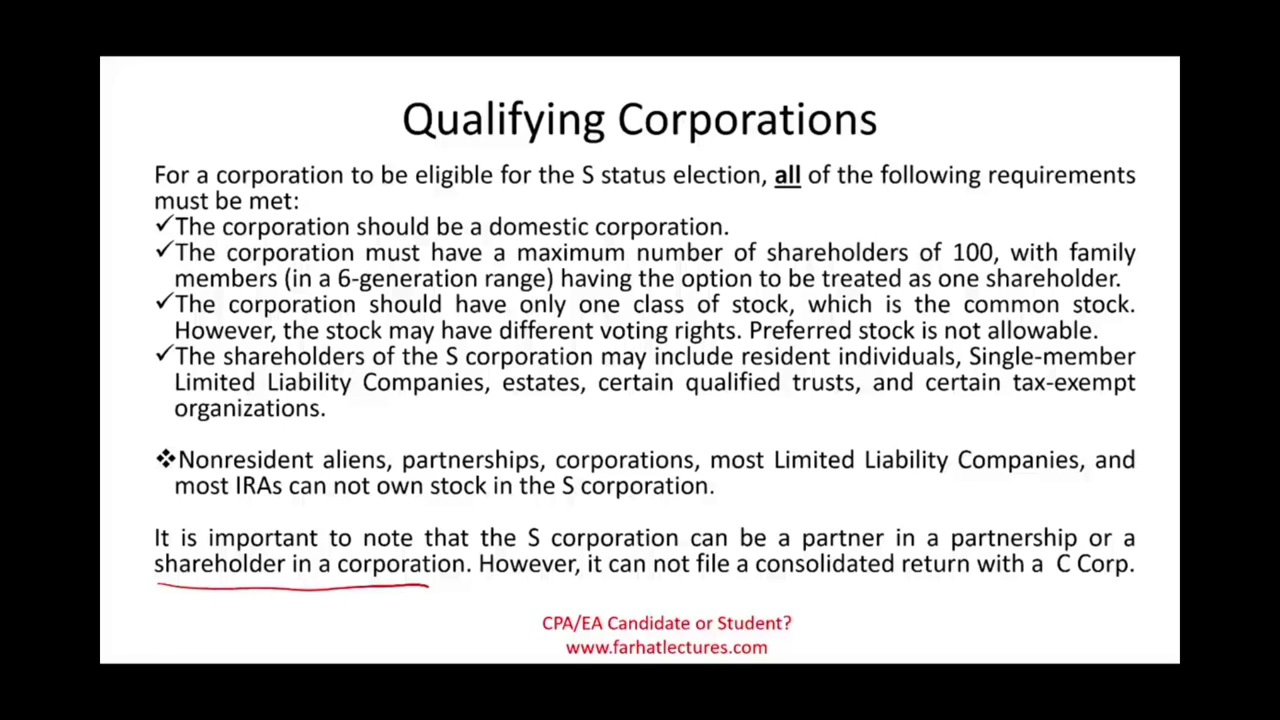 Qualifying Corporations
For a corporation to be eligible for the S status election, all of the following requirements
must be met:
✓The corporation should be a domestic corporation.
✓The corporation must have a maximum number of shareholders of 100, with family
members (in a 6-generation range) having the option to be treated as one shareholder.
✓The corporation should have only one class of stock, which is the common stock.
However, the stock may have different voting rights. Preferred stock is not allowable.
✓The shareholders of the S corporation may include resident individuals, Single-member
Limited Liability Companies, estates, certain qualified trusts, and certain tax-exempt
organizations.
❖Nonresident aliens, partnerships, corporations, most Limited Liability Companies, and
most IRAs can not own stock in the S corporation.
It is important to note that the S corporation can be a partner in a partnership or a
shareholder in a corporation. However, it can not file a consolidated return with a C Corp.
CPA/EA Candidate or Student?
www.farhatlectures.com